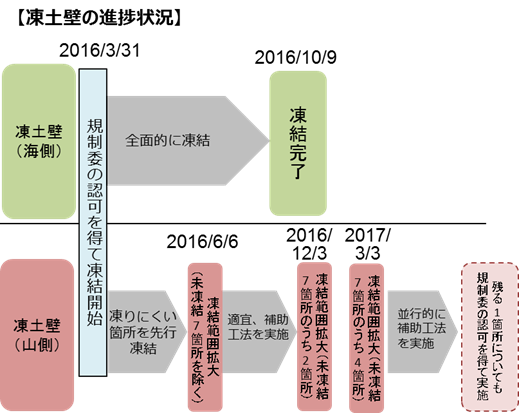 【凍土壁の進捗状況】
2016/3/31
2016/10/9
凍土壁
(海側)
規制委の認可を得て凍結開始
全面的に凍結
凍結完了
凍土壁
(山側)
凍りにくい
箇所を先行
凍結
2016/6/6
凍結範囲拡大
(未凍結7箇所を除く)
適宜、補助
工法を実施
2016/
12/3
凍結範囲拡大(未凍結
7箇所のうち2箇所)
2017/
3/3
凍結範囲拡大(未凍結
7箇所のうち4箇所)
並行的に
補助工法
を実施
残る1箇所についても
規制委の認可を得て実施